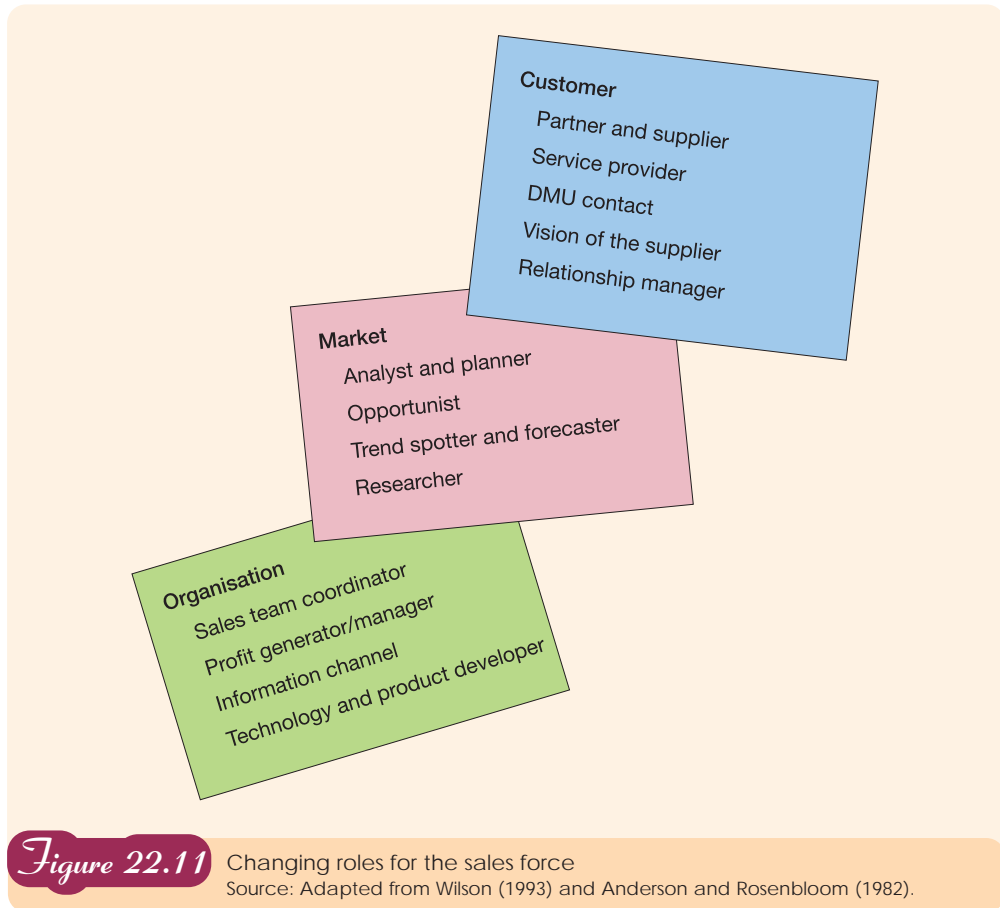 Customer
Partner and supplier
Service provider
DMU contact
Vision of the supplier
Relationship manager
Market
Analyst and planner
Opportunist
Trend spotter and forecaster
Researcher
Organisation
Sales team coordinator
Profit generator/manager
Information channel
Technology and product developer
Figure 22.11
Changing roles for the sales force
Source: Adapted from Wilson (1993) and Anderson and Rosenbloom (1982).